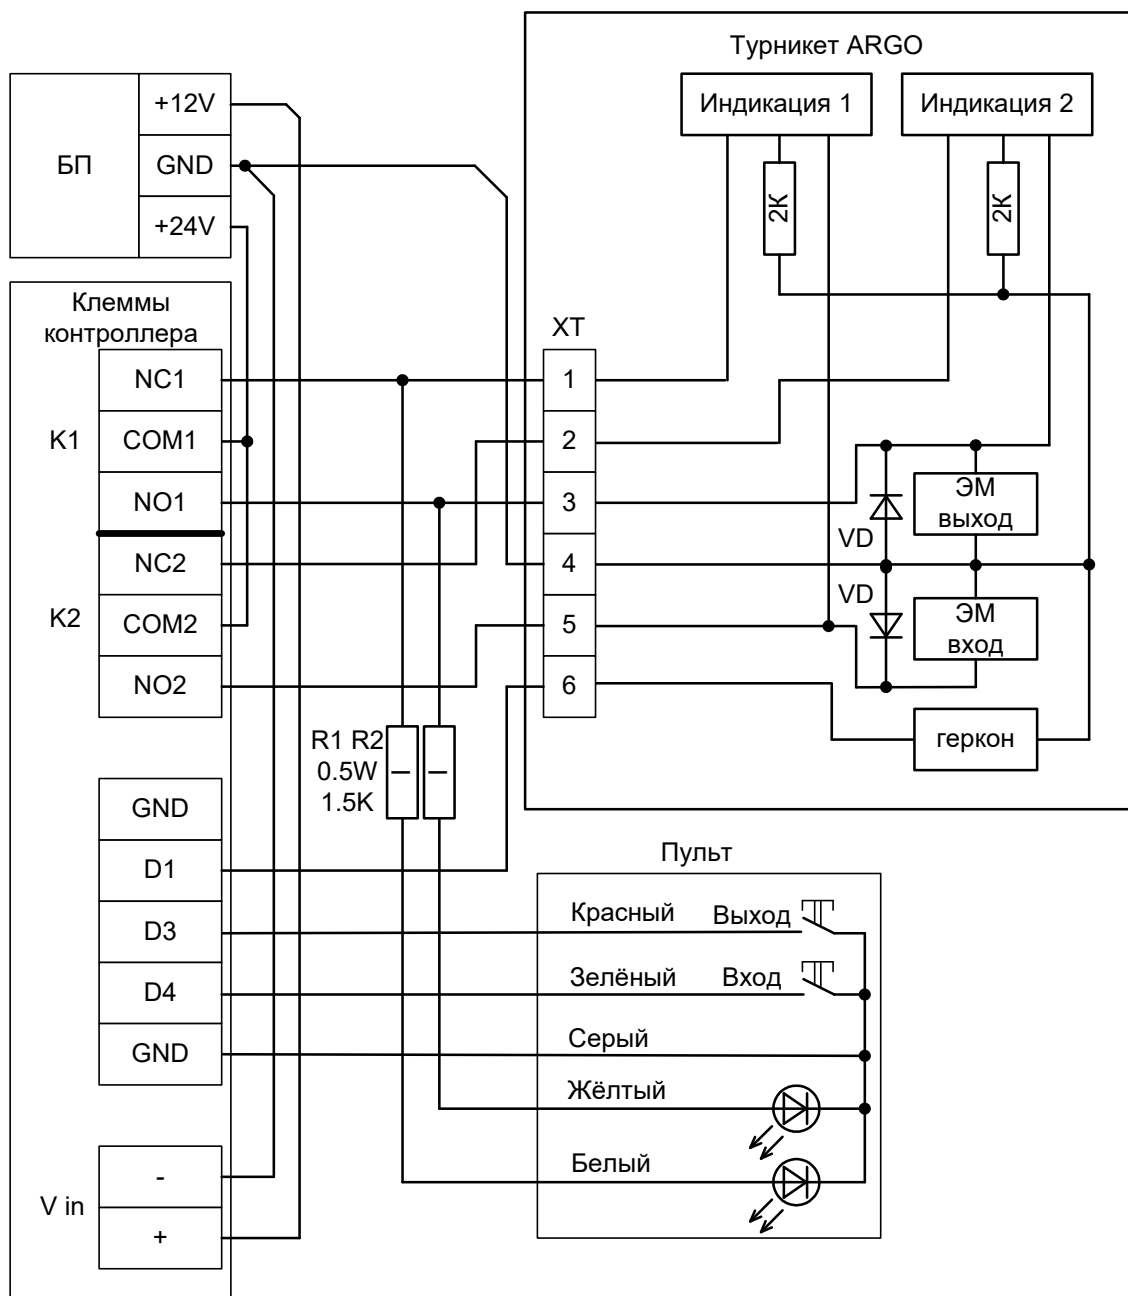 Турникет ARGO
Индикация 1
Индикация 2
2К
2К
БП
+12V
GND
+24V
Клеммы
контроллера
K1
NC1
COM1
NO1
K2
NC2
COM2
NO2
XT
1
2
3
4
5
6
VD
VD
ЭМ
выход
ЭМ
вход
геркон
R1 R2
0.5W
1.5K
GND
D1
D3
D4
GND
V in
-
+
Пульт
Красный Выход
Зелёный Вход
Серый
Жёлтый
Белый